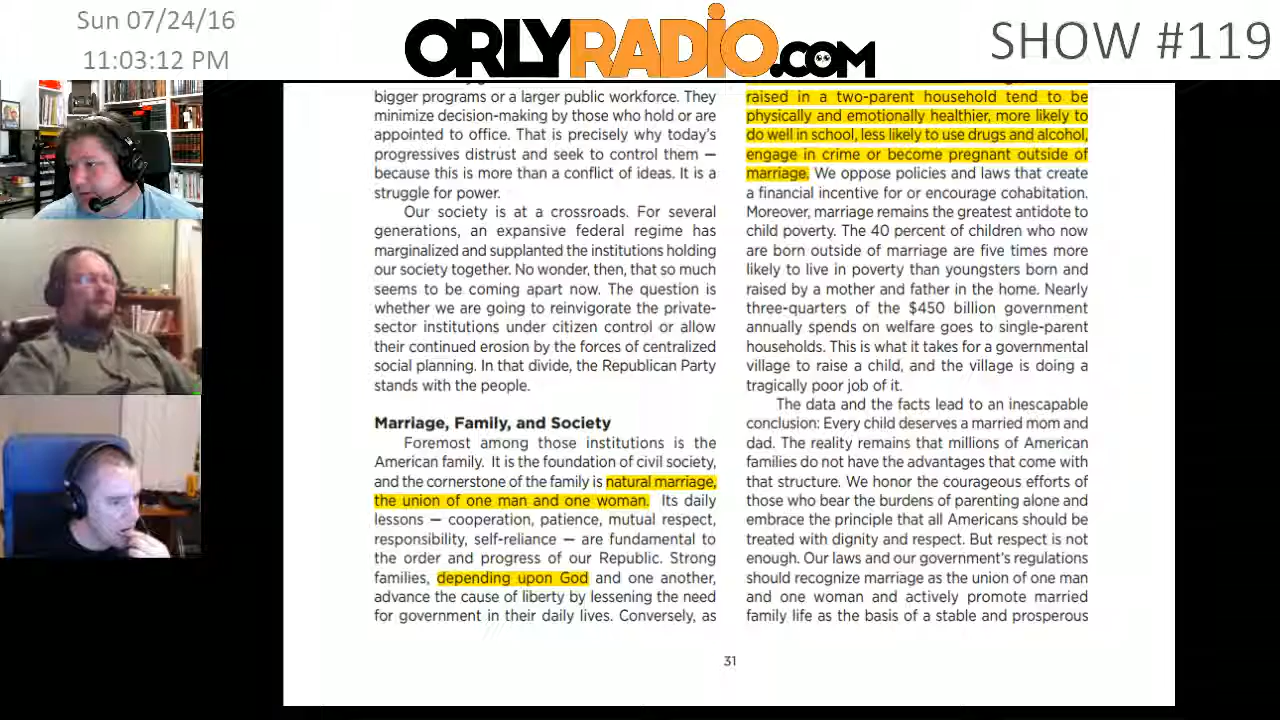 Sun 07/24/16
11:03:12 PM
ORLYRADiO.COM
SHOW #119
bigger programs or a larger public workforce. They
minimize decision-making by those who hold or are
appointed to office. That is precisely why today's
progressives distrust and seek to control them —
because this is more than a conflict of ideas. It is a
struggle for power.
Our society is at a crossroads. For several
generations, an expansive federal regime has
marginalized and supplanted the institutions holding
our society together. No wonder, then, that so much
seems to be coming apart now. The question is
whether we are going to reinvigorate the private-
sector institutions under citizen control or allow
their continued erosion by the forces of centralized
social planning. In that divide, the Republican Party
stands with the people.
Marriage, Family, and Society
Foremost among those institutions is the
American family. It is the foundation of civil society,
and the cornerstone of the family is natural marriage,
the union of one man and one woman. Its daily
lessons — cooperation, patience, mutual respect,
responsibility, self-reliance — are fundamental to
the order and progress of our Republic. Strong
families, depending upon God and one another,
advance the cause of liberty by lessening the need
for government in their daily lives. Conversely, as
raised in a two-parent household tend to be
physically and emotionally healthier, more likely to
do well in school, less likely to use drugs and alcohol,
engage in crime or become pregnant outside of
marriage. We oppose policies and laws that create
a financial incentive for or encourage cohabitation.
Moreover, marriage remains the greatest antidote to
child poverty. The 40 percent of children who now
are born outside of marriage are five times more
likely to live in poverty than youngsters born and
raised by a mother and father in the home. Nearly
three-quarters of the $450 billion government
annually spends on welfare goes to single-parent
households. This is what it takes for a governmental
village to raise a child, and the village is doing a
tragically poor job of it.
The data and the facts lead to an inescapable
conclusion: Every child deserves a married mom and
dad. The reality remains that millions of American
families do not have the advantages that come with
that structure. We honor the courageous efforts of
those who bear the burdens of parenting alone and
embrace the principle that all Americans should be
treated with dignity and respect. But respect is not
enough. Our laws and our government's regulations
should recognize marriage as the union of one man
and one woman and actively promote married
family life as the basis of a stable and prosperous
31